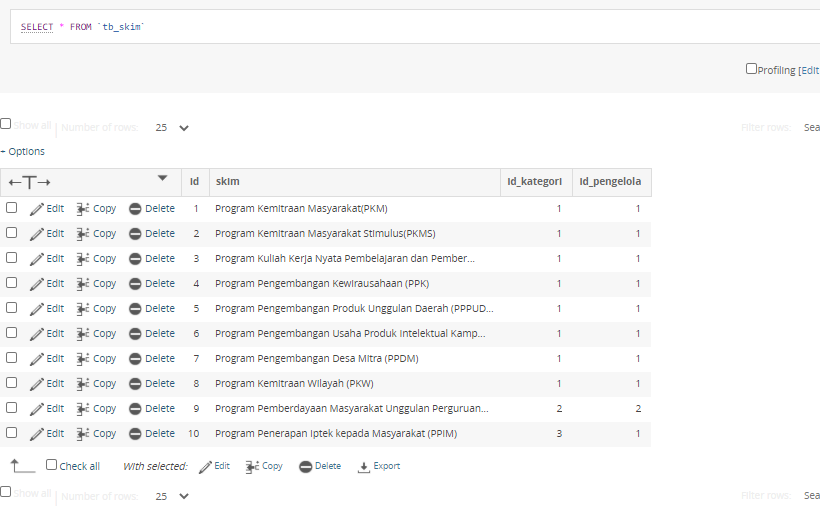 SELECT * FROM `tb_skim`
Profiling [Edit
Show all | Number of rows: 25 Filter rows: Sea
+ Options
←T→ id skim id_kategori id_pengelola
Edit Copy Delete 1 Program Kemitraan Masyarakat(PKM) 1 1
Edit Copy Delete 2 Program Kemitraan Masyarakat Stimulus(PKMS) 1 1
Edit Copy Delete 3 Program Kuliah Kerja Nyata Pembelajaran dan Pember... 1 1
Edit Copy Delete 4 Program Pengembangan Kewirausahaan (PPK) 1 1
Edit Copy Delete 5 Program Pengembangan Produk Unggulan Daerah (PPPUD... 1 1
Edit Copy Delete 6 Program Pengembangan Usaha Produk Intelektual Kamp... 1 1
Edit Copy Delete 7 Program Pengembangan Desa Mitra (PPDM) 1 1
Edit Copy Delete 8 Program Kemitraan Wilayah (PKW) 1 1
Edit Copy Delete 9 Program Pemberdayaan Masyarakat Unggulan Perguruan... 2 2
Edit Copy Delete 10 Program Penerapan Iptek kepada Masyarakat (PPIM) 3 1
Check all With selected: Edit Copy Delete Export
Show all | Number of rows: 25 Filter rows: Sea